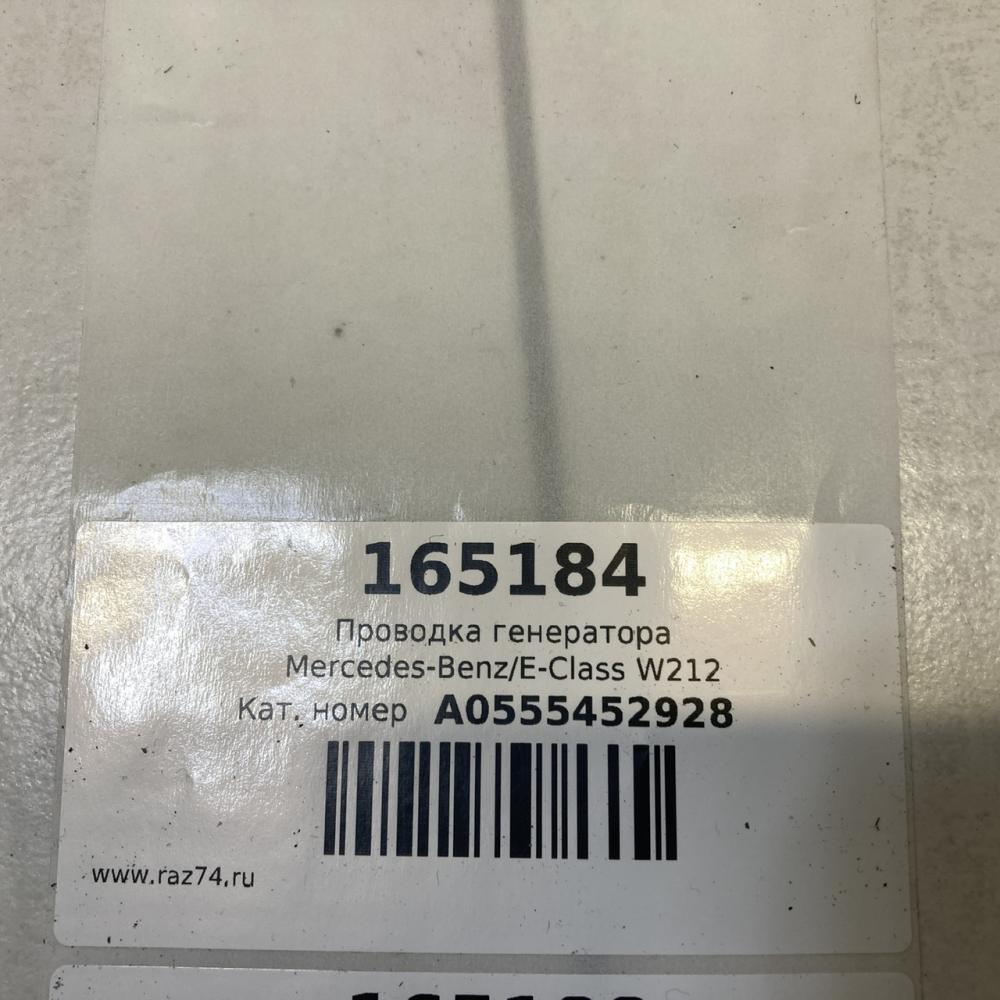 165184
Проводка генератора
Mercedes-Benz/E-Class W212
Кат. номер A0555452928
www.raz74.ru